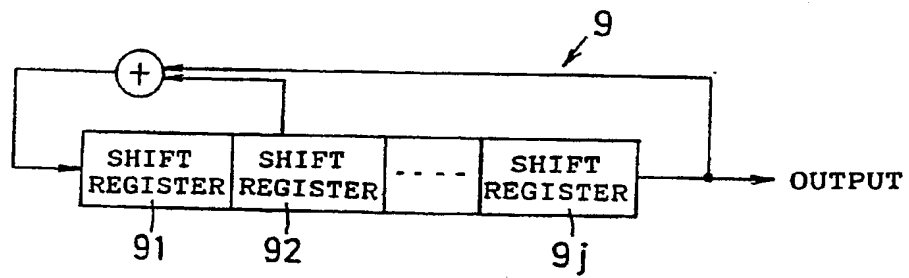 9
+
SHIFT REGISTER
SHIFT REGISTER
- - - -
SHIFT REGISTER
OUTPUT
91
92
9j